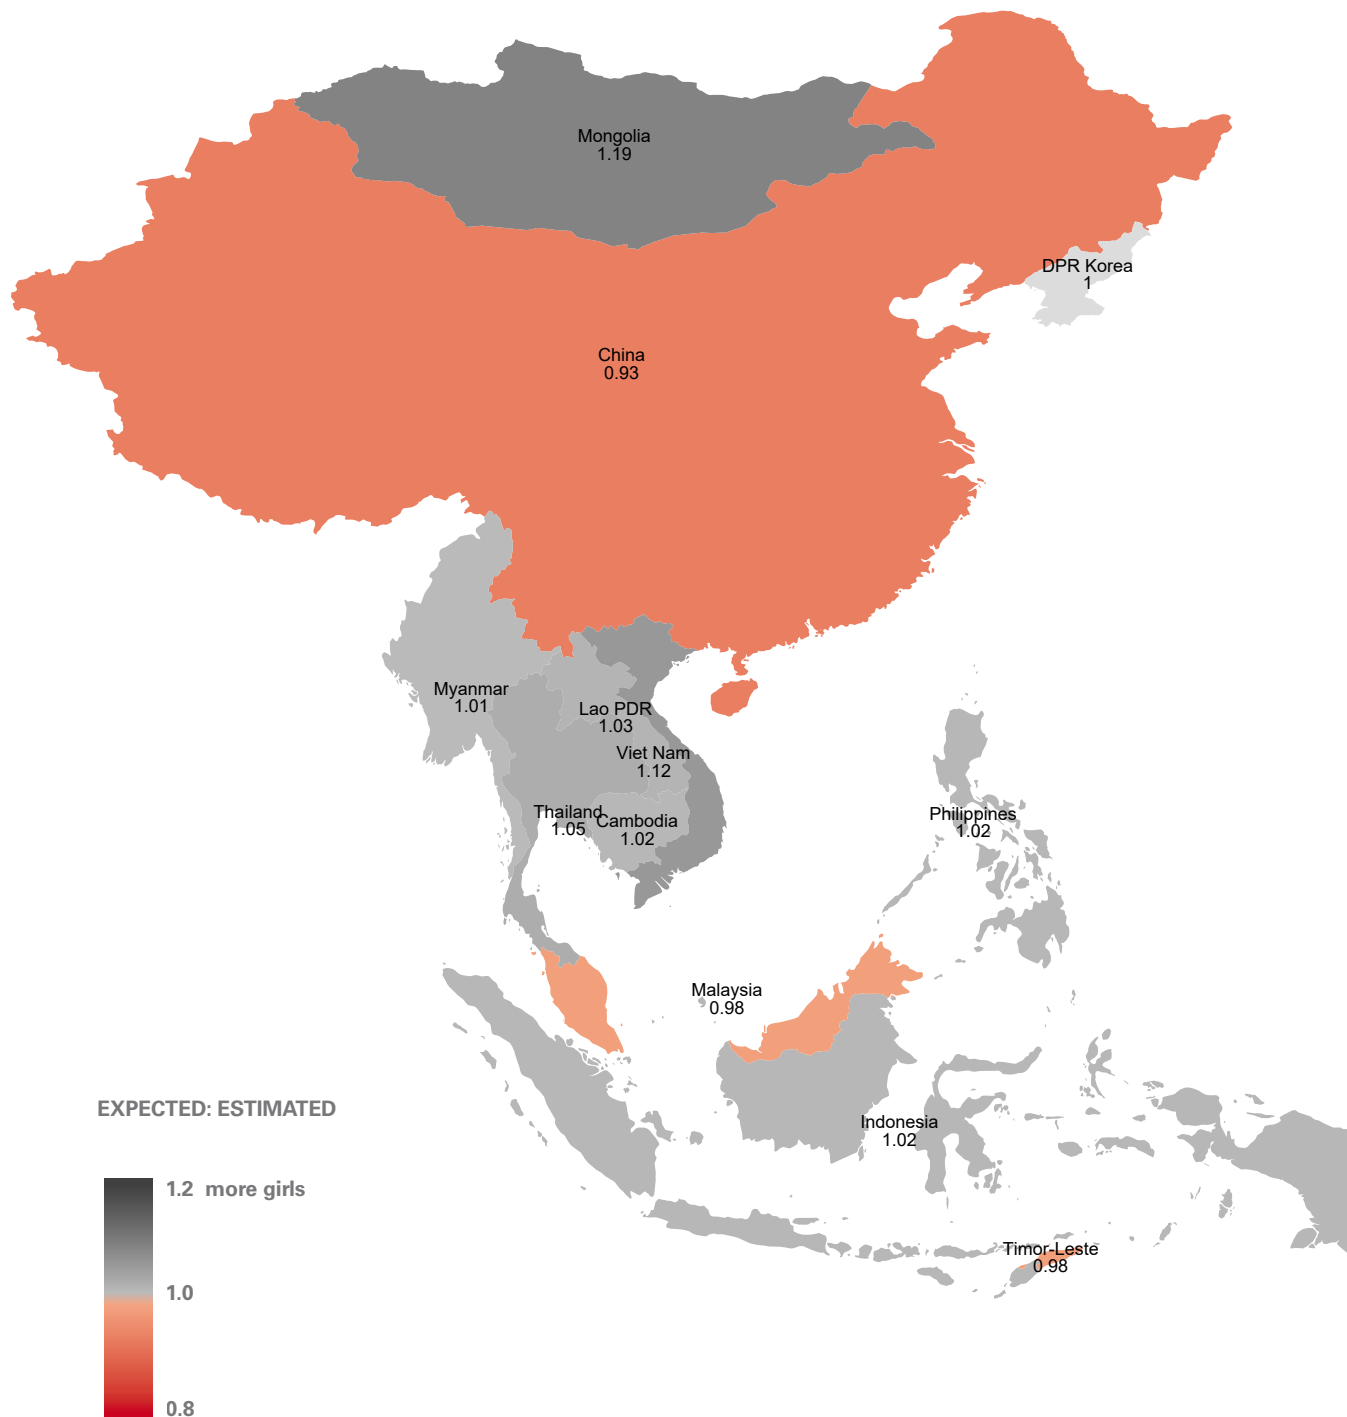 Mongolia
1.19
DPR Korea
1
China
0.93
Myanmar
1.01
Lao PDR
1.03
Viet Nam
1.12
Thailand
1.05
Cambodia
1.02
Philippines
1.02
Malaysia
0.98
Indonesia
1.02
Timor-Leste
0.98
EXPECTED: ESTIMATED
1.2 more girls
1.0
0.8